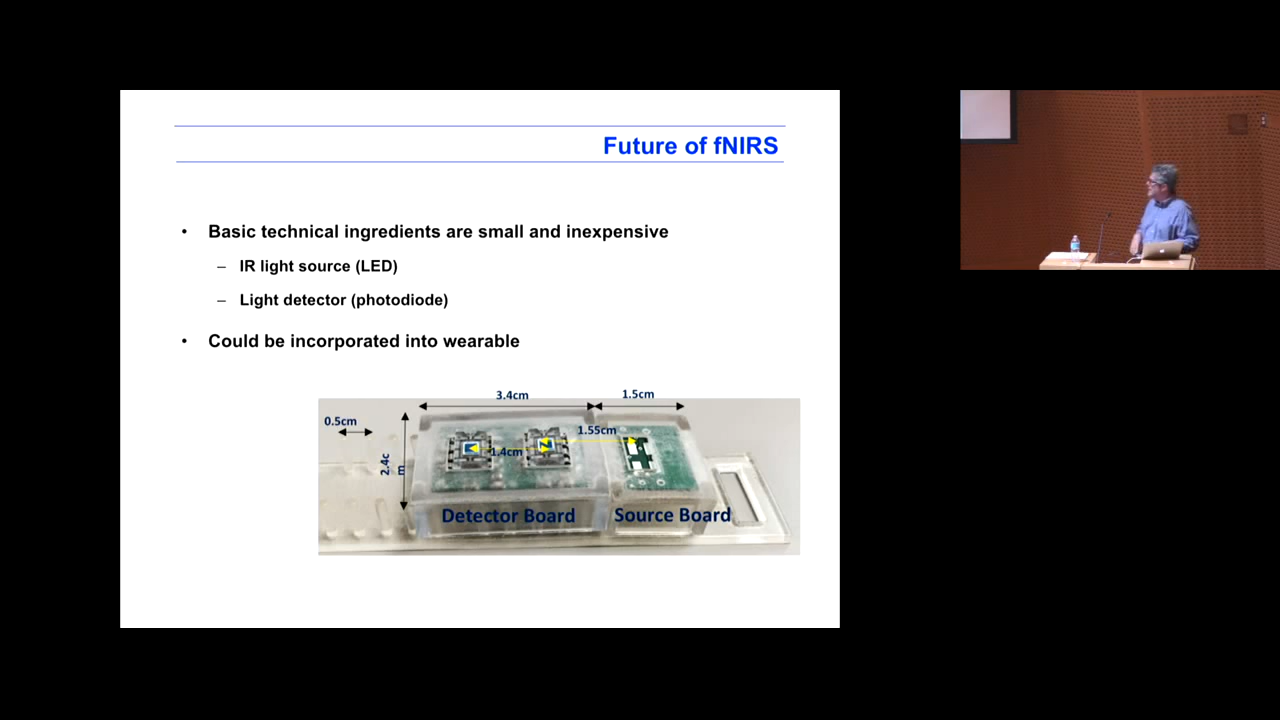 Future of fNIRS
• Basic technical ingredients are small and inexpensive
– IR light source (LED)
– Light detector (photodiode)
• Could be incorporated into wearable
3.4cm
1.5cm
0.5cm
1.55cm
1.4cm
2.4c
m
Detector Board
Source Board